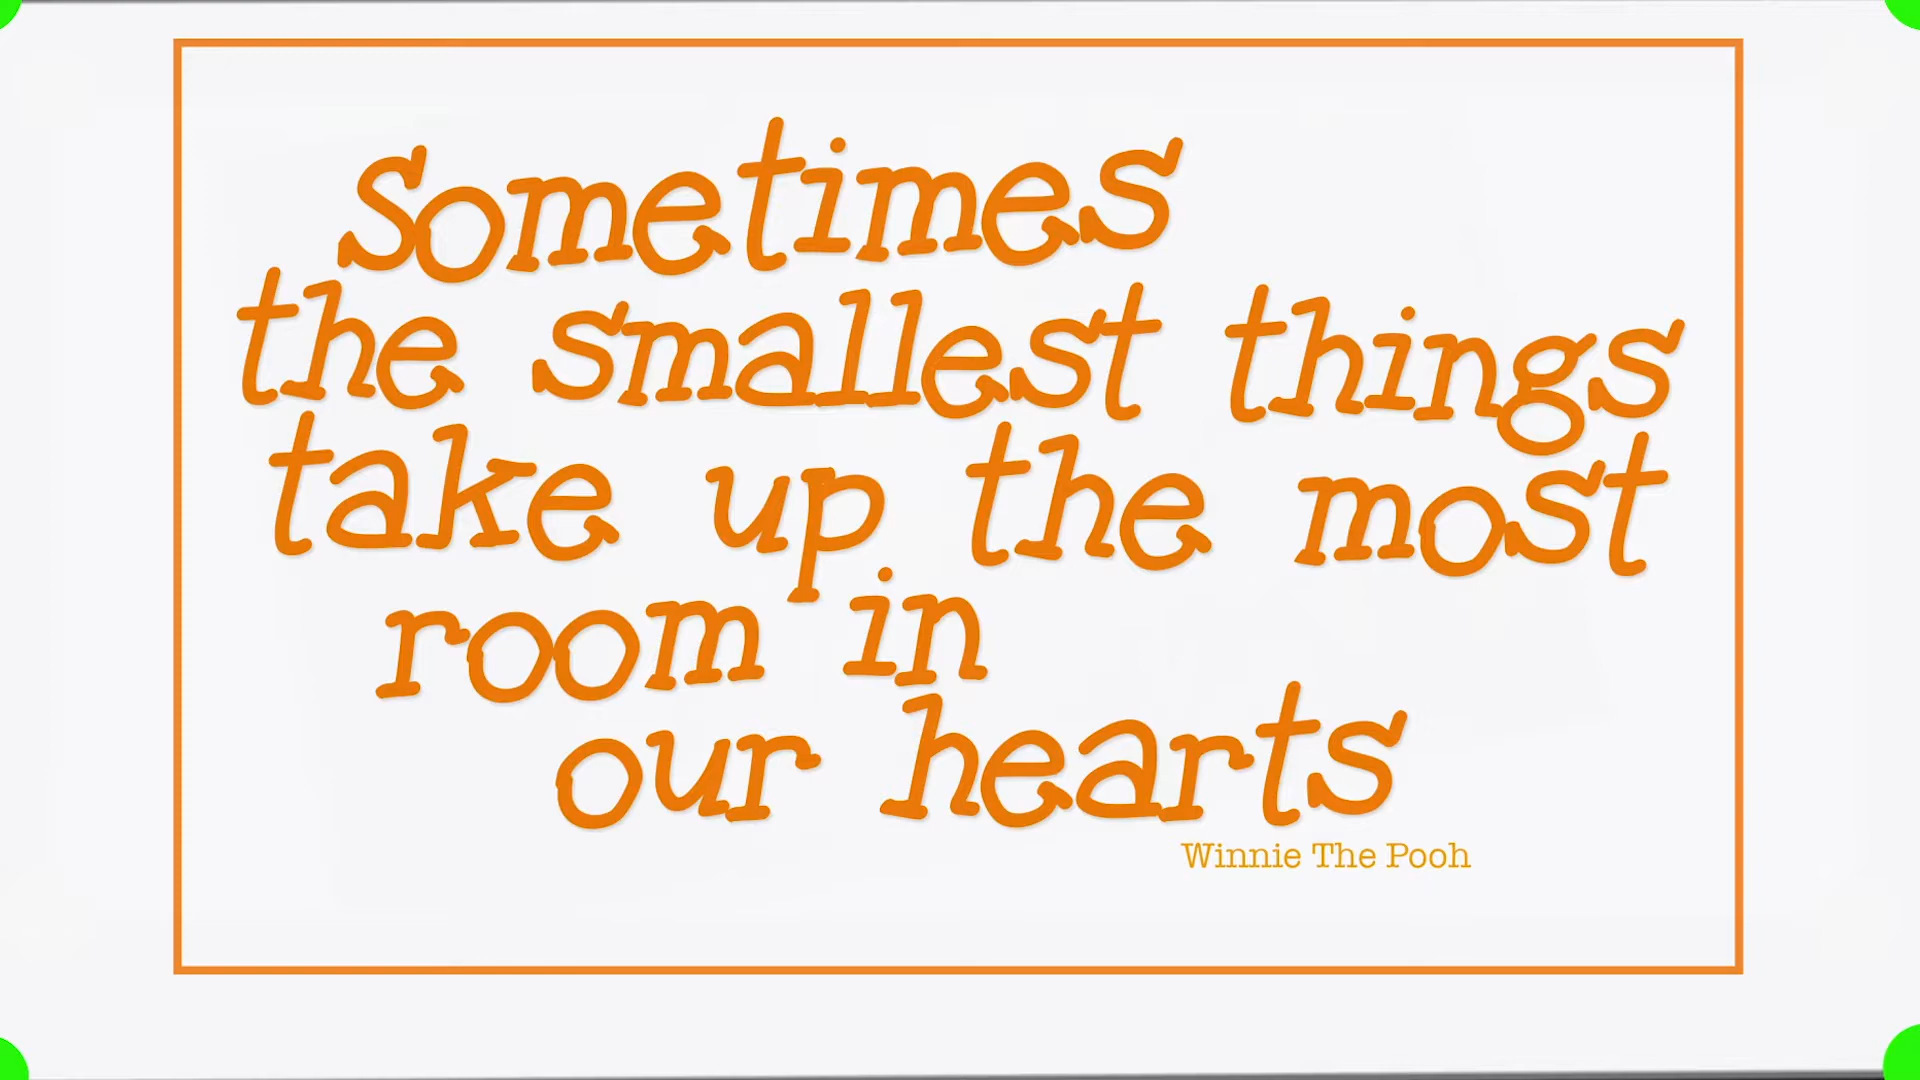 Sometimes
the smallest things
take up the most
room in
our hearts
Winnie The Pooh